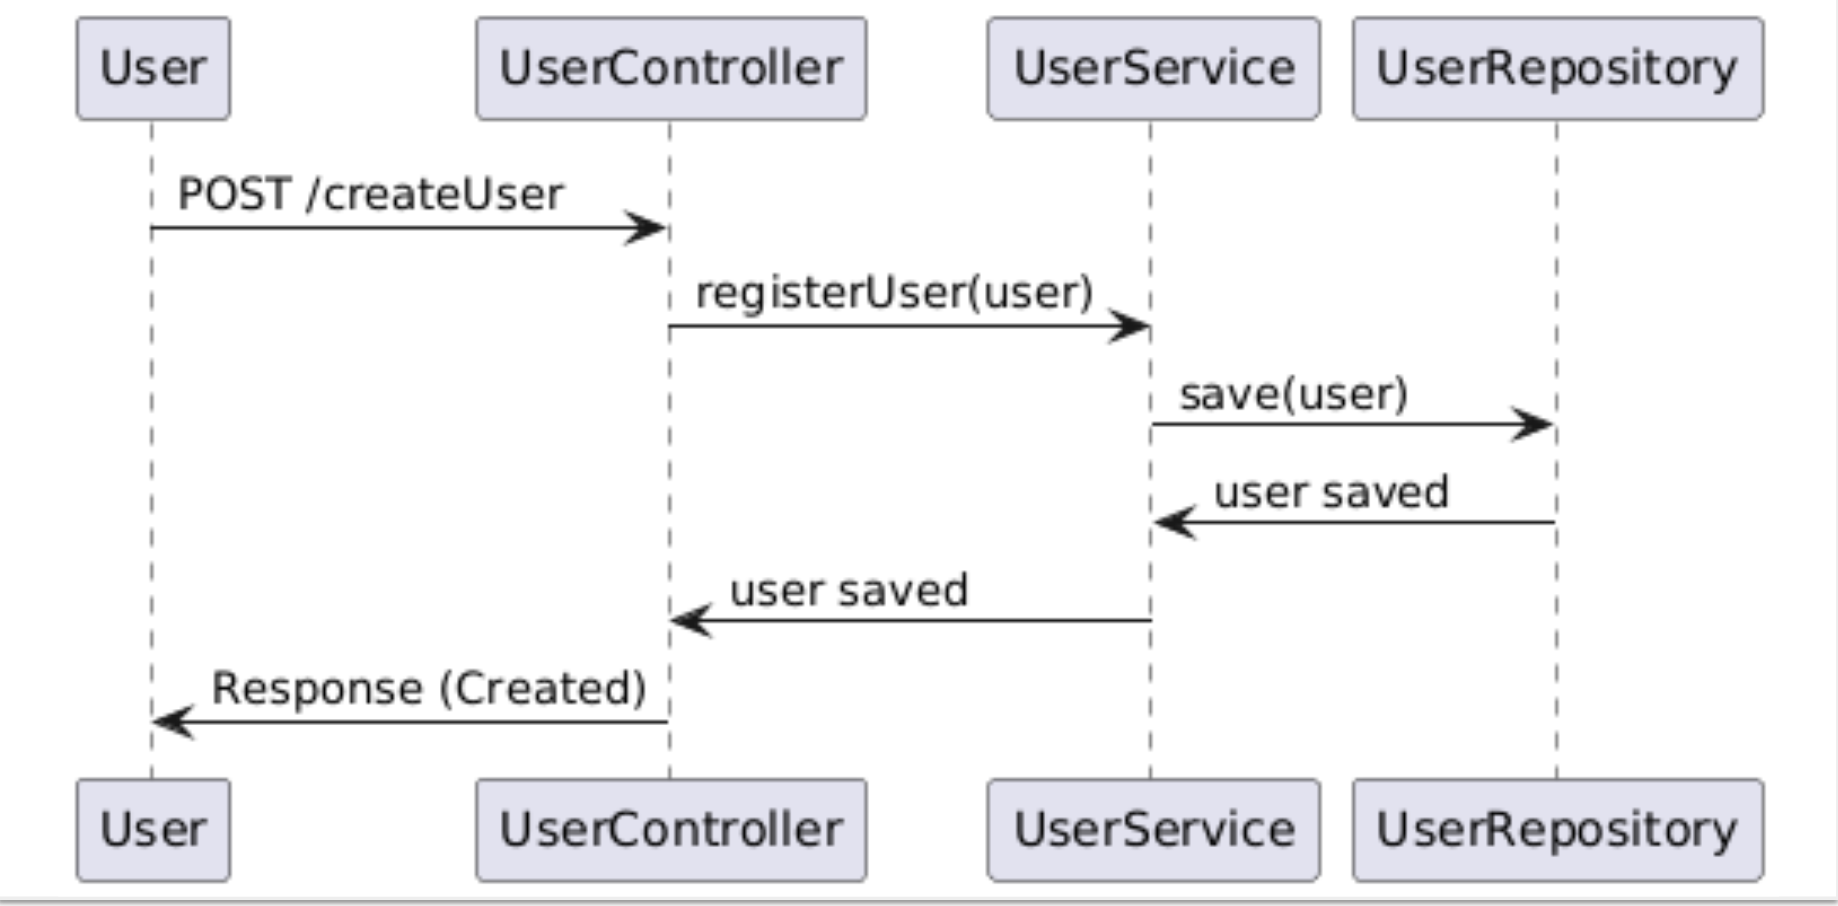 User
UserController
UserService
UserRepository
POST /createUser
registerUser(user)
save(user)
user saved
user saved
Response (Created)
User
UserController
UserService
UserRepository